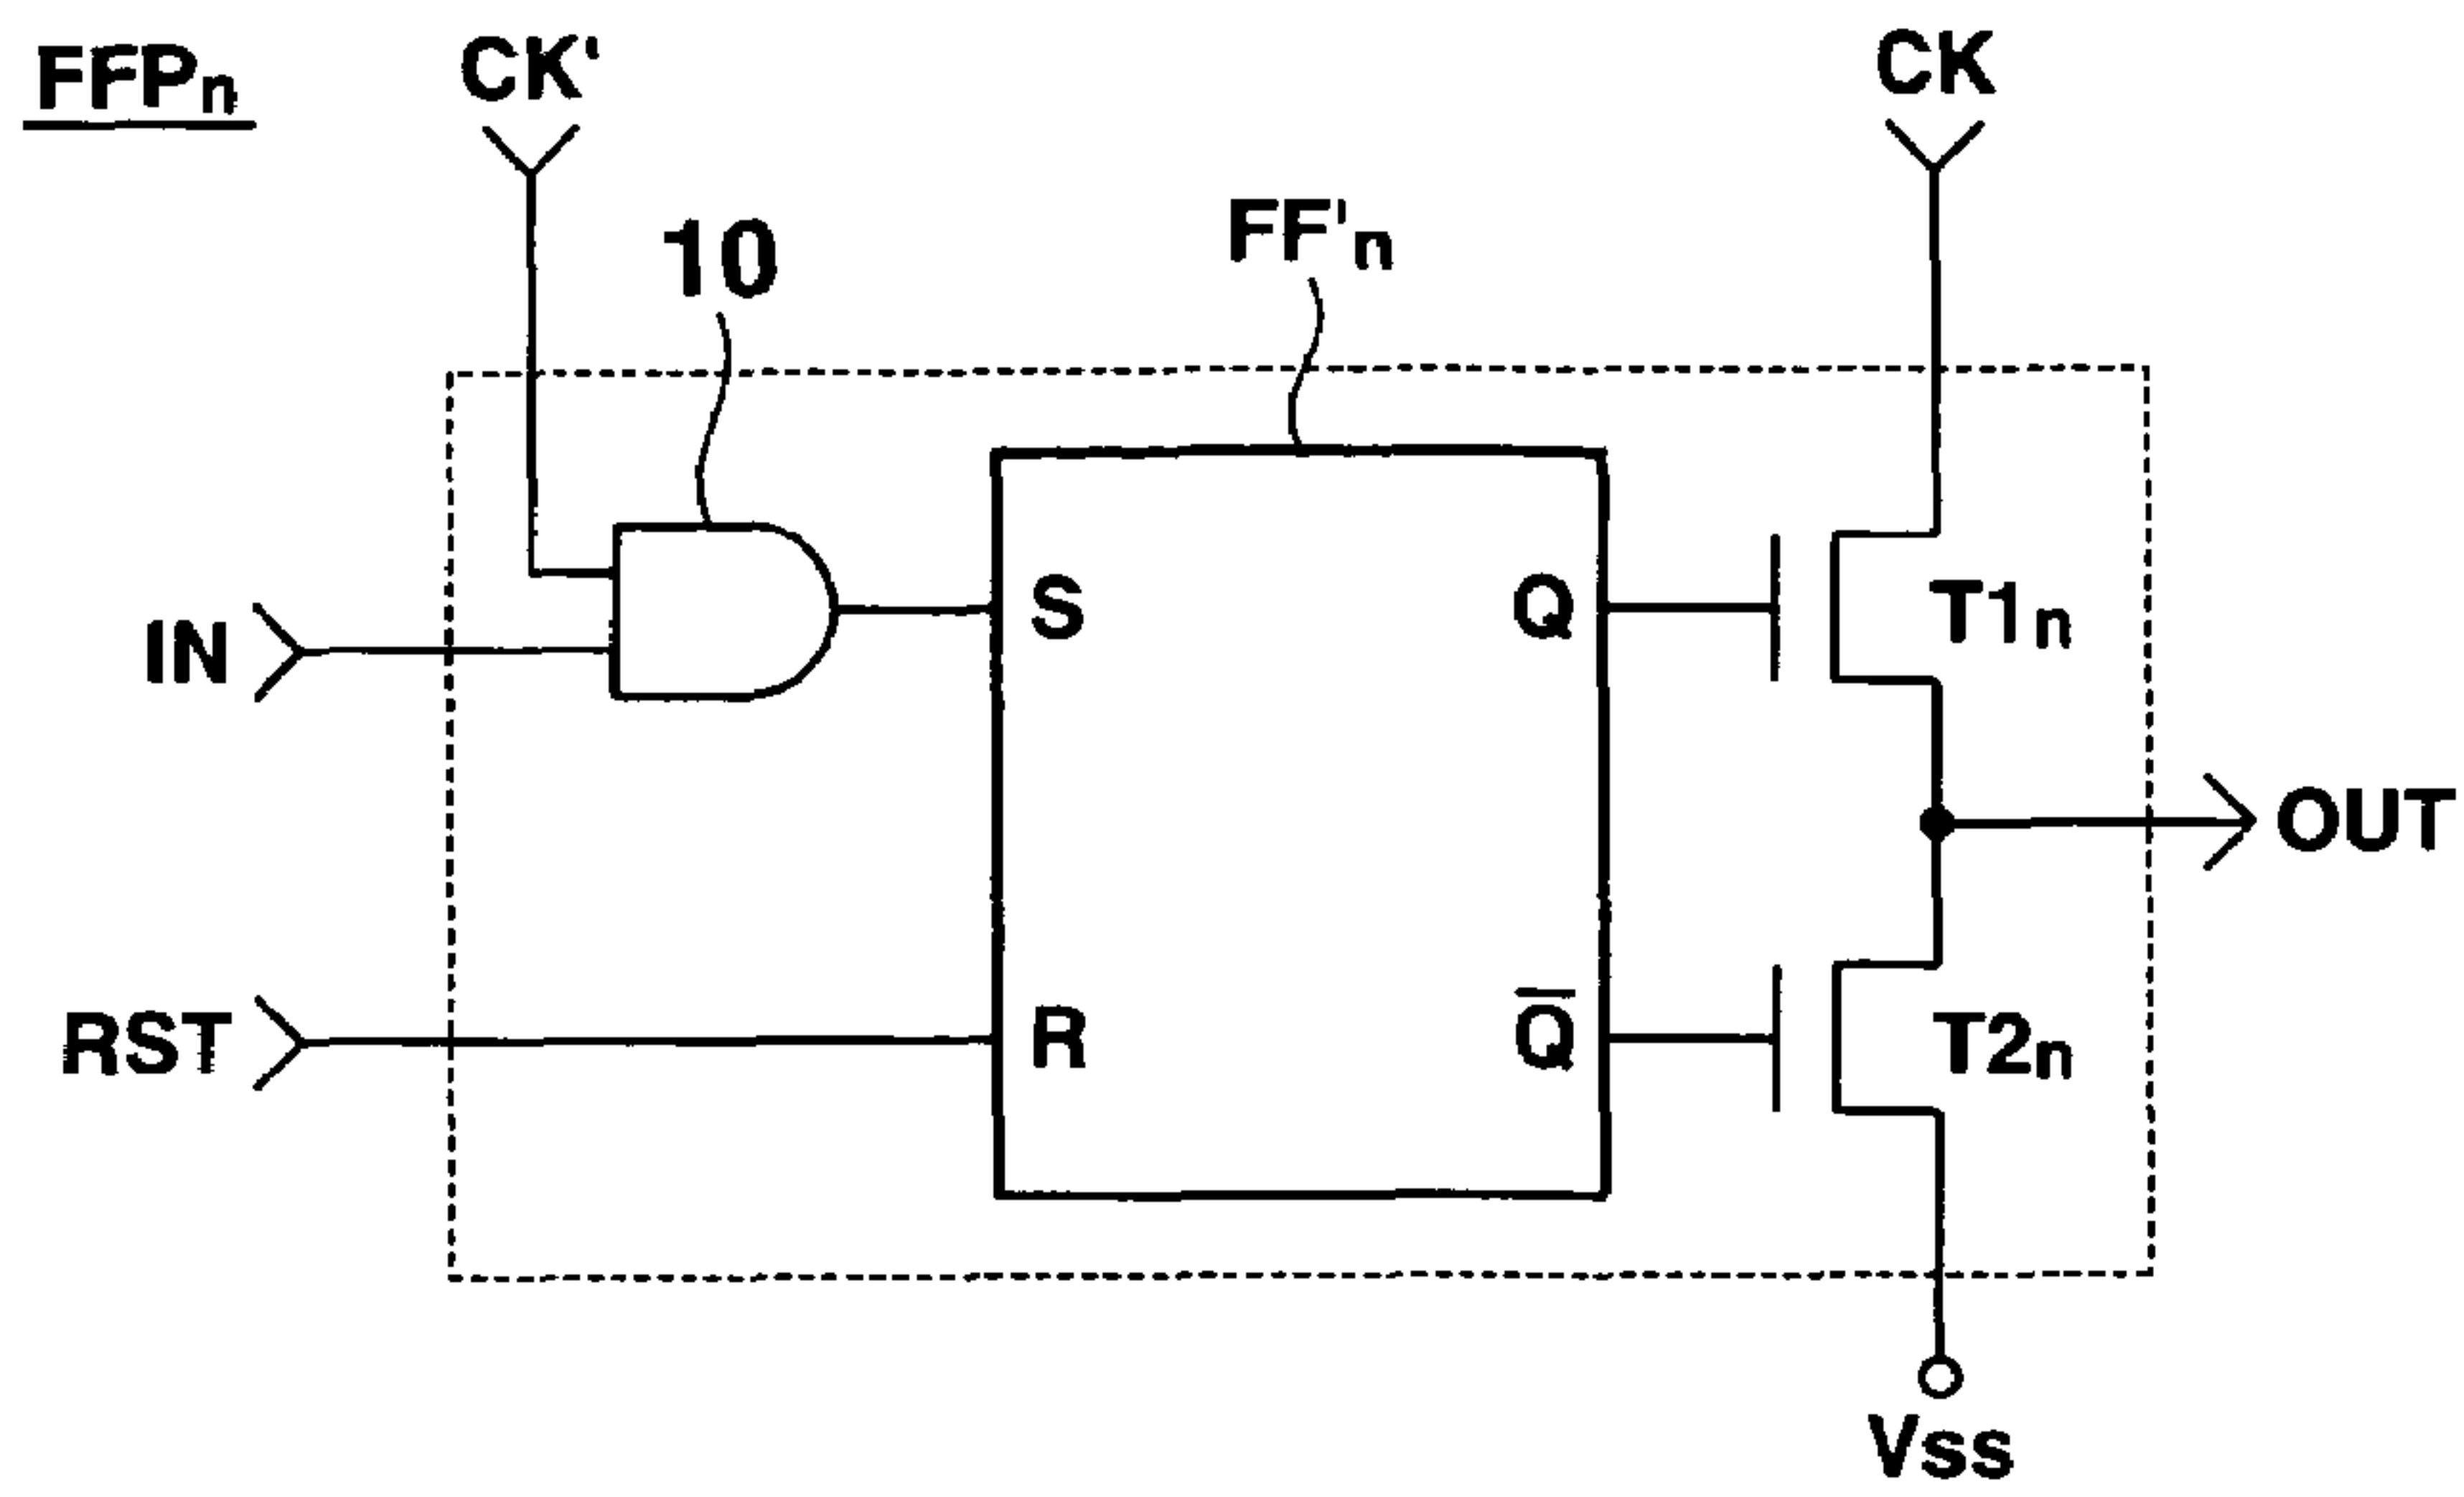 FFPn
CK'
CK
10
FF'n
IN
S
Q
T1n
OUT
RST
R
Q̅
T2n
Vss